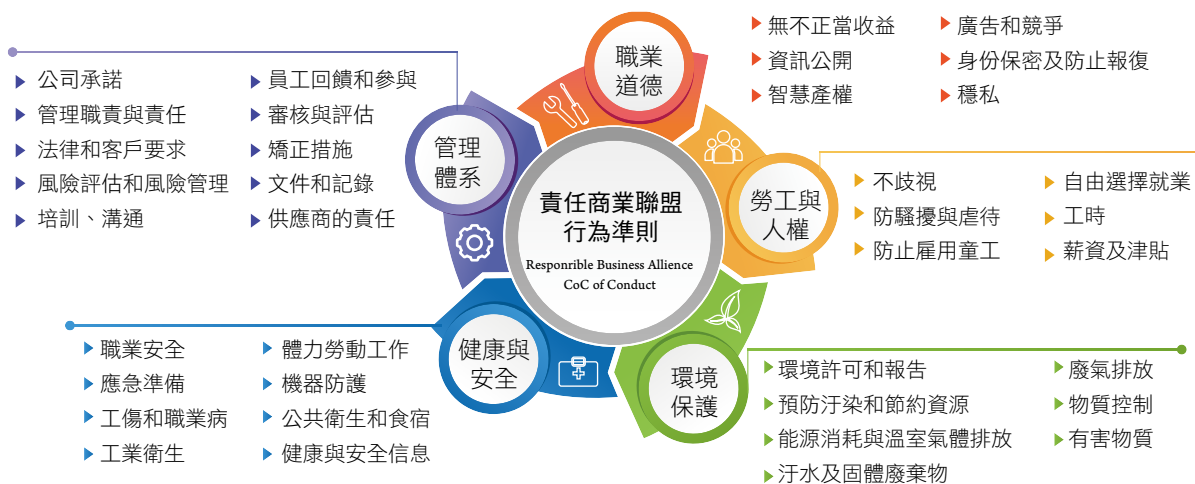 責任商業聯盟
行為準則
Responrible Business Allience
CoC of Conduct
職業
道德
無不正當收益
資訊公開
智慧產權
廣告和競爭
身份保密及防止報復
穩私
勞工與
人權
不歧視
防騷擾與虐待
防止雇用童工
自由選擇就業
工時
薪資及津貼
環境
保護
環境許可和報告
預防汙染和節約資源
能源消耗與溫室氣體排放
汙水及固體廢棄物
廢氣排放
物質控制
有害物質
健康與
安全
職業安全
應急準備
工傷和職業病
工業衛生
體力勞動工作
機器防護
公共衛生和食宿
健康與安全信息
管理
體系
公司承諾
管理職責與責任
法律和客戶要求
風險評估和風險管理
培訓、溝通
員工回饋和參與
審核與評估
矯正措施
文件和記錄
供應商的責任